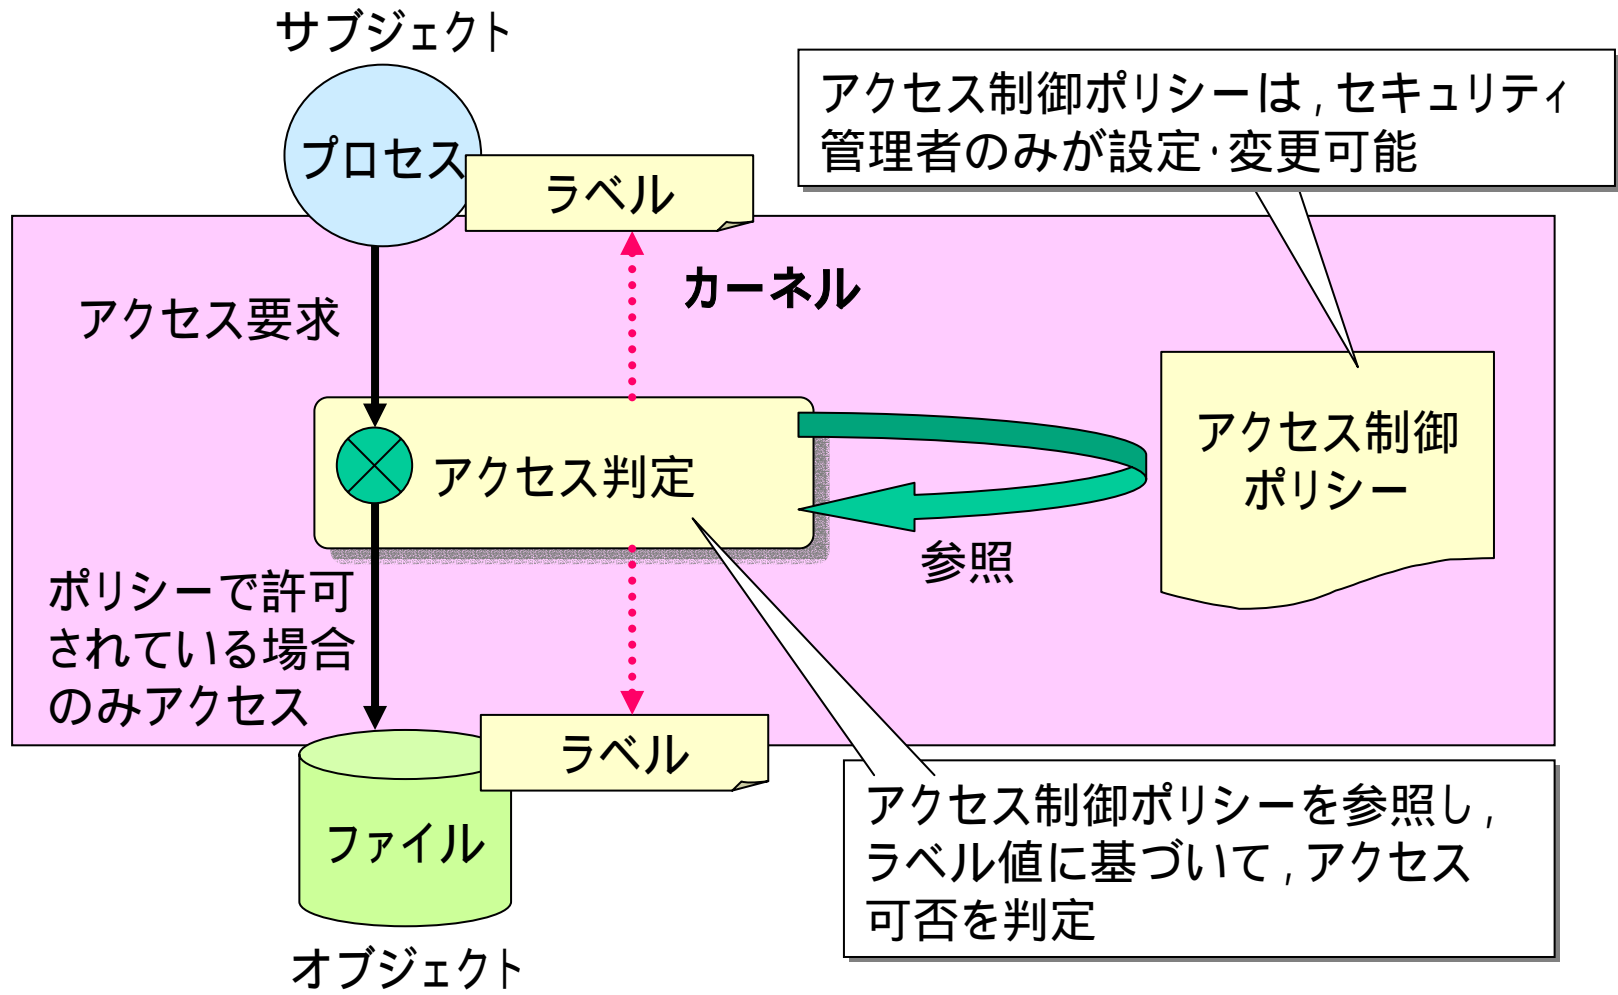 サブジェクト
プロセス
ラベル
アクセス制御ポリシーは,セキュリティ
管理者のみが設定・変更可能
カーネル
アクセス要求
アクセス判定
アクセス制御
ポリシー
参照
ポリシーで許可
されている場合
のみアクセス
ラベル
ファイル
オブジェクト
アクセス制御ポリシーを参照し,
ラベル値に基づいて,アクセス
可否を判定